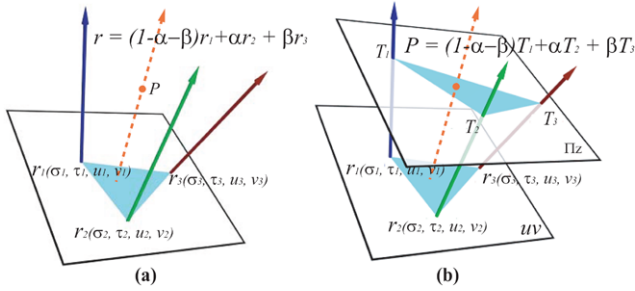 r = (1-α-β)r1+αr2 + βr3
P
r1(σ1, τ1, u1, v1)
r3(σ3, τ3, u3, v3)
r2(σ2, τ2, u2, v2)
(a)
P = (1-α-β)T1+αT2 + βT3
T1
T2
T3
Πz
r1(σ1, τ1, u1, v1)
r3(σ3, τ3, u3, v3)
r2(σ2, τ2, u2, v2)
uv
(b)